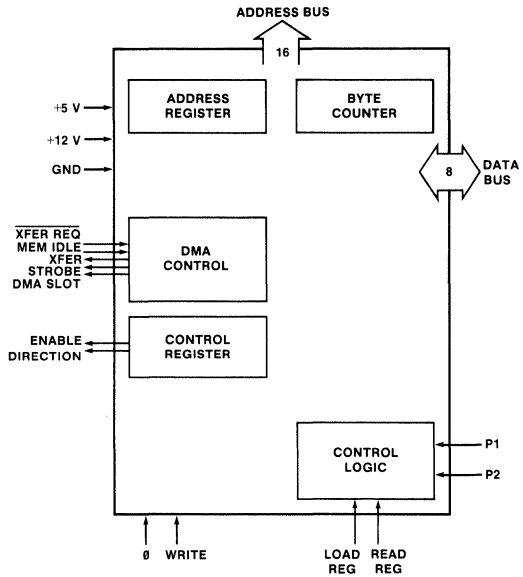 ADDRESS BUS
16
ADDRESS
REGISTER
BYTE
COUNTER
+5 V
+12 V
GND
8
DATA
BUS
XFER REQ
MEM IDLE
XFER
STROBE
DMA SLOT
DMA
CONTROL
ENABLE
DIRECTION
CONTROL
REGISTER
CONTROL
LOGIC
P1
P2
Ø
WRITE
LOAD
REG
READ
REG